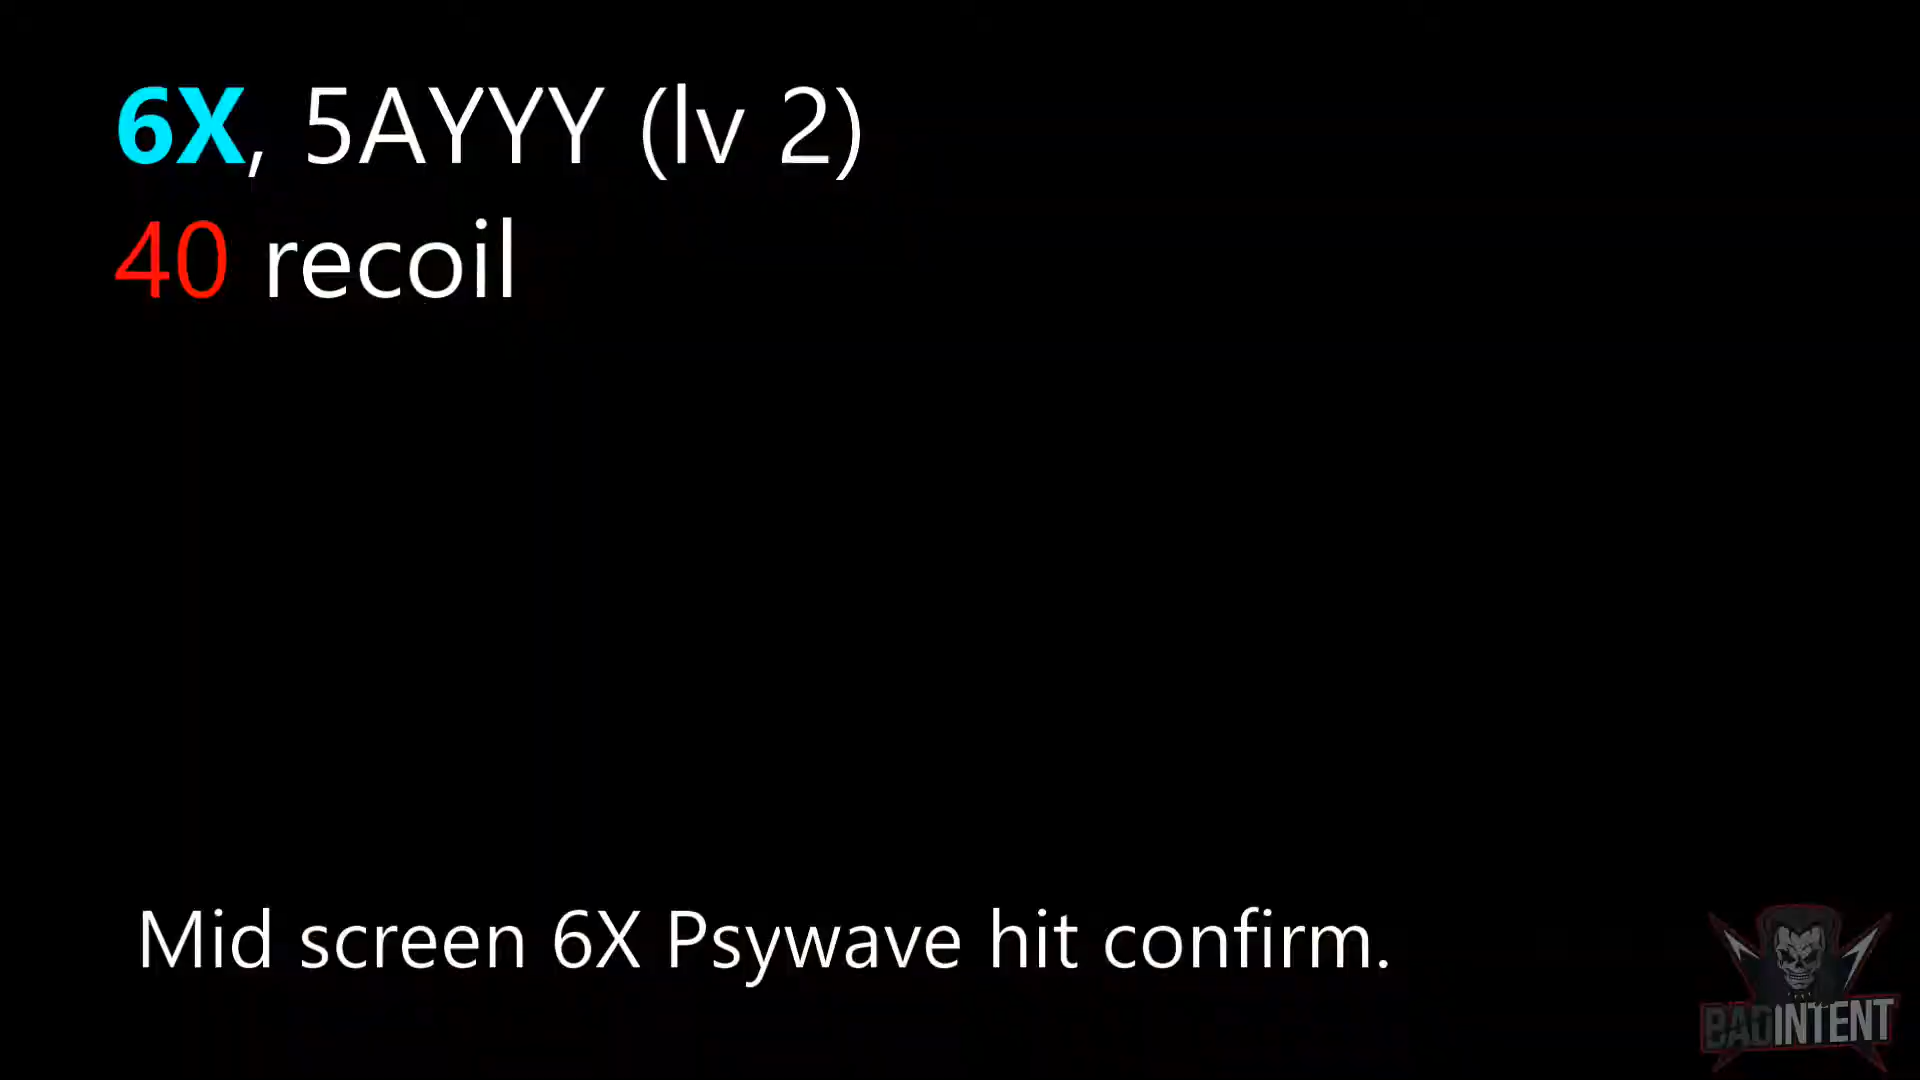 6X, 5AYYY (lv 2)
40 recoil
Mid screen 6X Psywave hit confirm.
BADINTENT